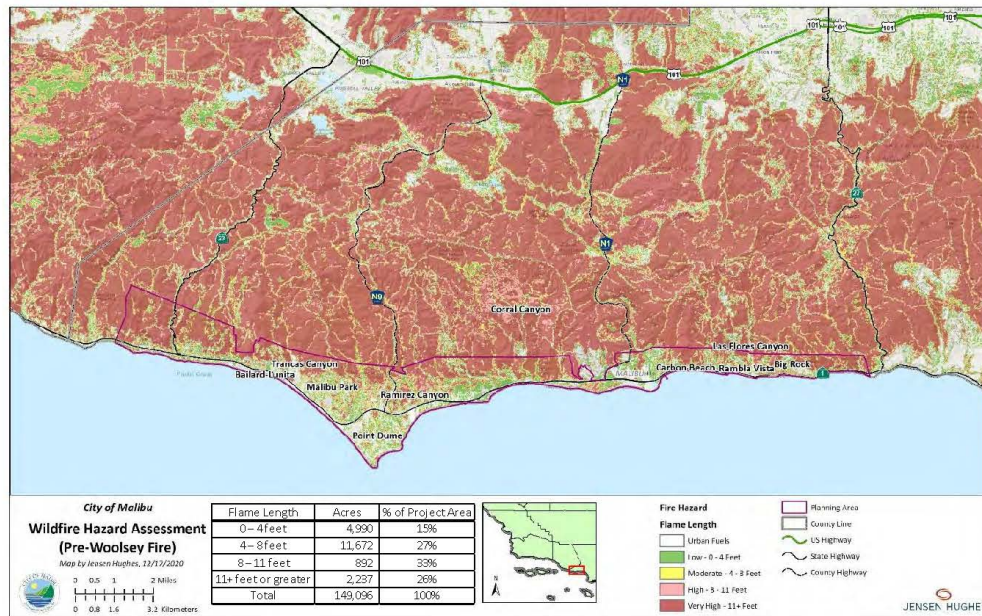 101
101
101
101
N1
101
27
23
N1
N9
Corral Canyon
Las Flores Canyon
Trancas Canyon
MALIBU
Carbon Beach
Rambla Vista
Big Rock
1
Malibu Park
Ramirez Canyon
Point Dume
City of Malibu
Wildfire Hazard Assessment
(Pre-Woolsey Fire)
Map by Jensen Hughes, 12/17/2020
0 0.5 1 2 Miles
0 0.8 1.6 3.2 Kilometers
Flame Length Acres % of Project Area
0 – 4 feet 4,990 15%
4 – 8 feet 11,672 27%
8 – 11 feet 892 33%
11+ feet or greater 2,237 26%
Total 149,096 100%
N
Fire Hazard
Flame Length
Urban Fuels
Low - 0 - 4 Feet
Moderate - 4 - 8 Feet
High - 8 - 11 Feet
Very High - 11+ Feet
Planning Area
County Line
US Highway
State Highway
County Highway
JENSEN HUGHE